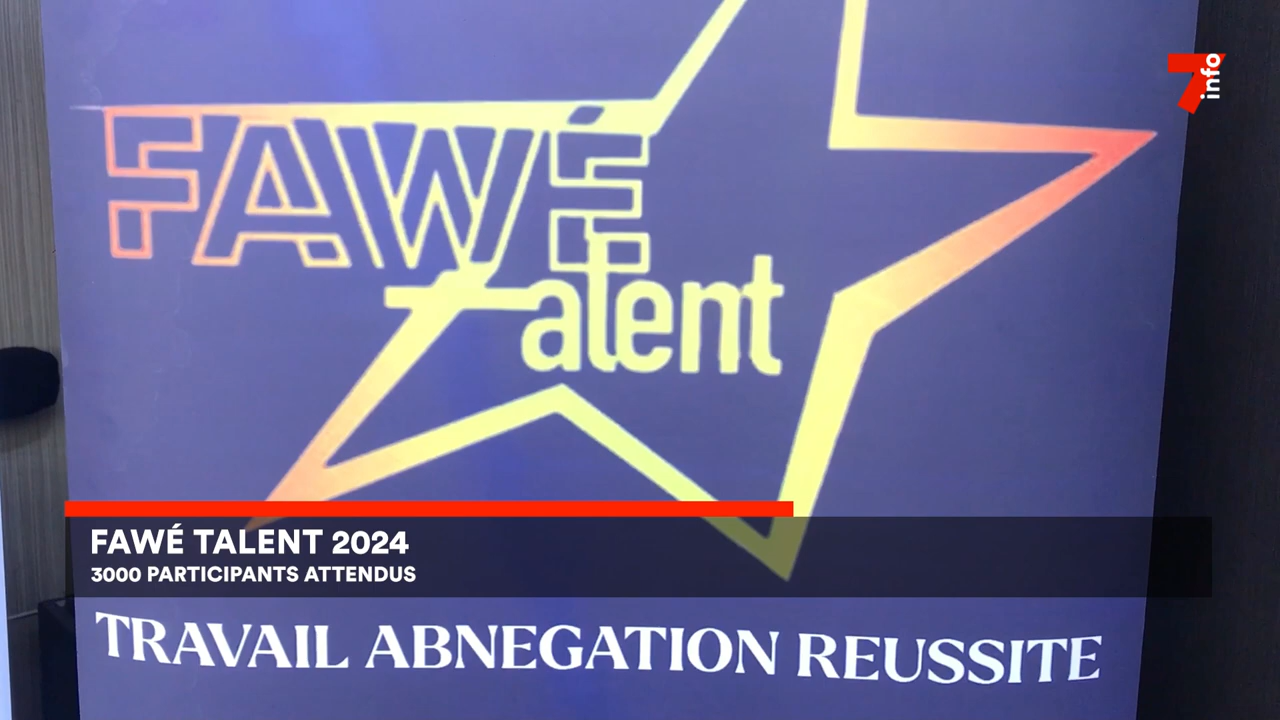 7 info
FAWÉ
Talent
FAWÉ TALENT 2024
3000 PARTICIPANTS ATTENDUS
TRAVAIL ABNEGATION REUSSITE